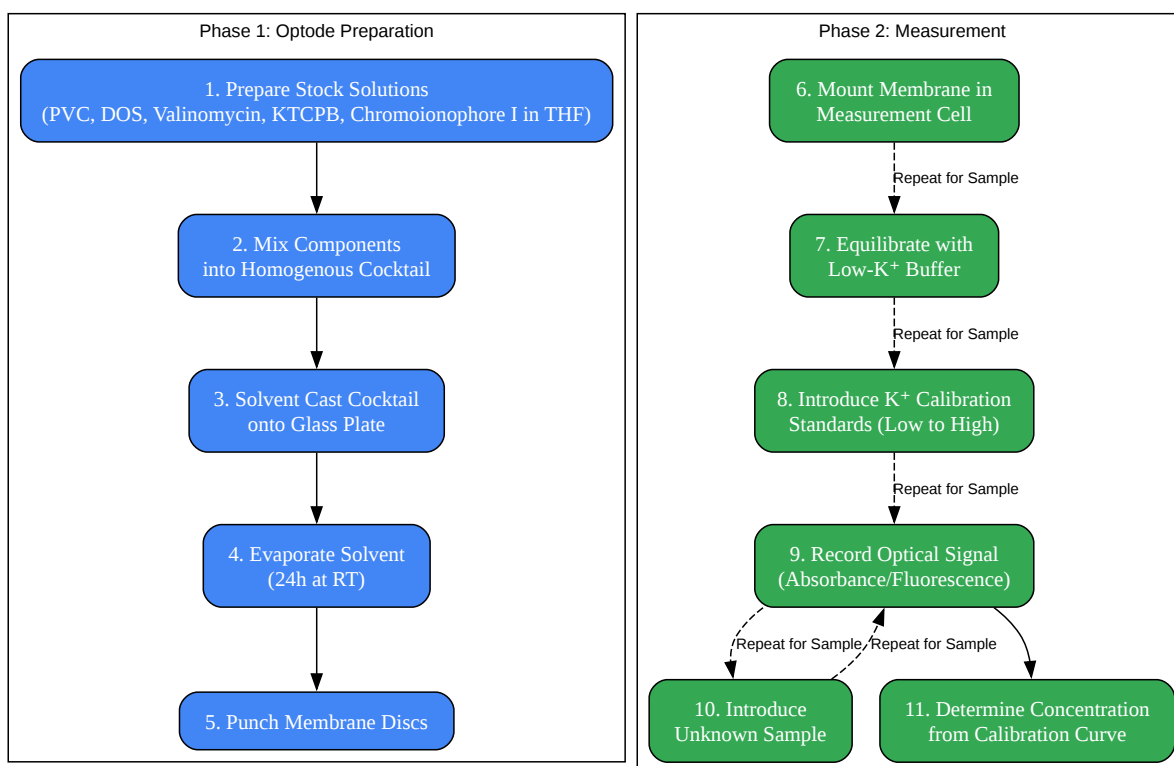 Phase 1: Optode Preparation
1. Prepare Stock Solutions
(PVC, DOS, Valinomycin, KTCPB, Chromoionophore I in THF)
2. Mix Components
into Homogenous Cocktail
3. Solvent Cast Cocktail
onto Glass Plate
4. Evaporate Solvent
(24h at RT)
5. Punch Membrane Discs
Phase 2: Measurement
6. Mount Membrane in
Measurement Cell
Repeat for Sample
7. Equilibrate with
Low-K⁺ Buffer
Repeat for Sample
8. Introduce K⁺ Calibration
Standards (Low to High)
Repeat for Sample
9. Record Optical Signal
(Absorbance/Fluorescence)
Repeat for Sample
Repeat for Sample
10. Introduce
Unknown Sample
11. Determine Concentration
from Calibration Curve